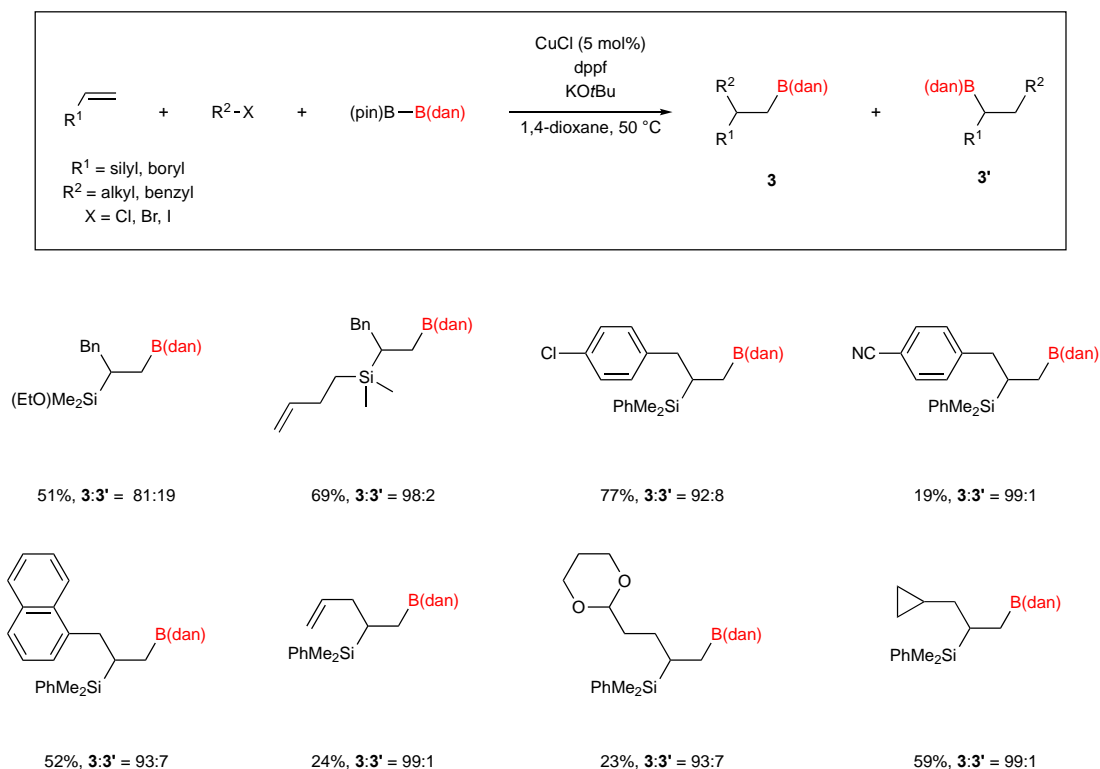 CuCl (5 mol%)
dppf
KOtBu
1,4-dioxane, 50 °C
R¹
+
R²-X
+
(pin)B
B(dan)
R²
B(dan)
R¹
+
(dan)B
R²
R¹
R¹ = silyl, boryl
R² = alkyl, benzyl
X = Cl, Br, I
3
3'
Bn
B(dan)
(EtO)Me₂Si
Bn
B(dan)
Si
Cl
B(dan)
PhMe₂Si
NC
B(dan)
PhMe₂Si
51%, 3:3' = 81:19
69%, 3:3' = 98:2
77%, 3:3' = 92:8
19%, 3:3' = 99:1
B(dan)
PhMe₂Si
B(dan)
PhMe₂Si
O
O
B(dan)
PhMe₂Si
B(dan)
PhMe₂Si
52%, 3:3' = 93:7
24%, 3:3' = 99:1
23%, 3:3' = 93:7
59%, 3:3' = 99:1